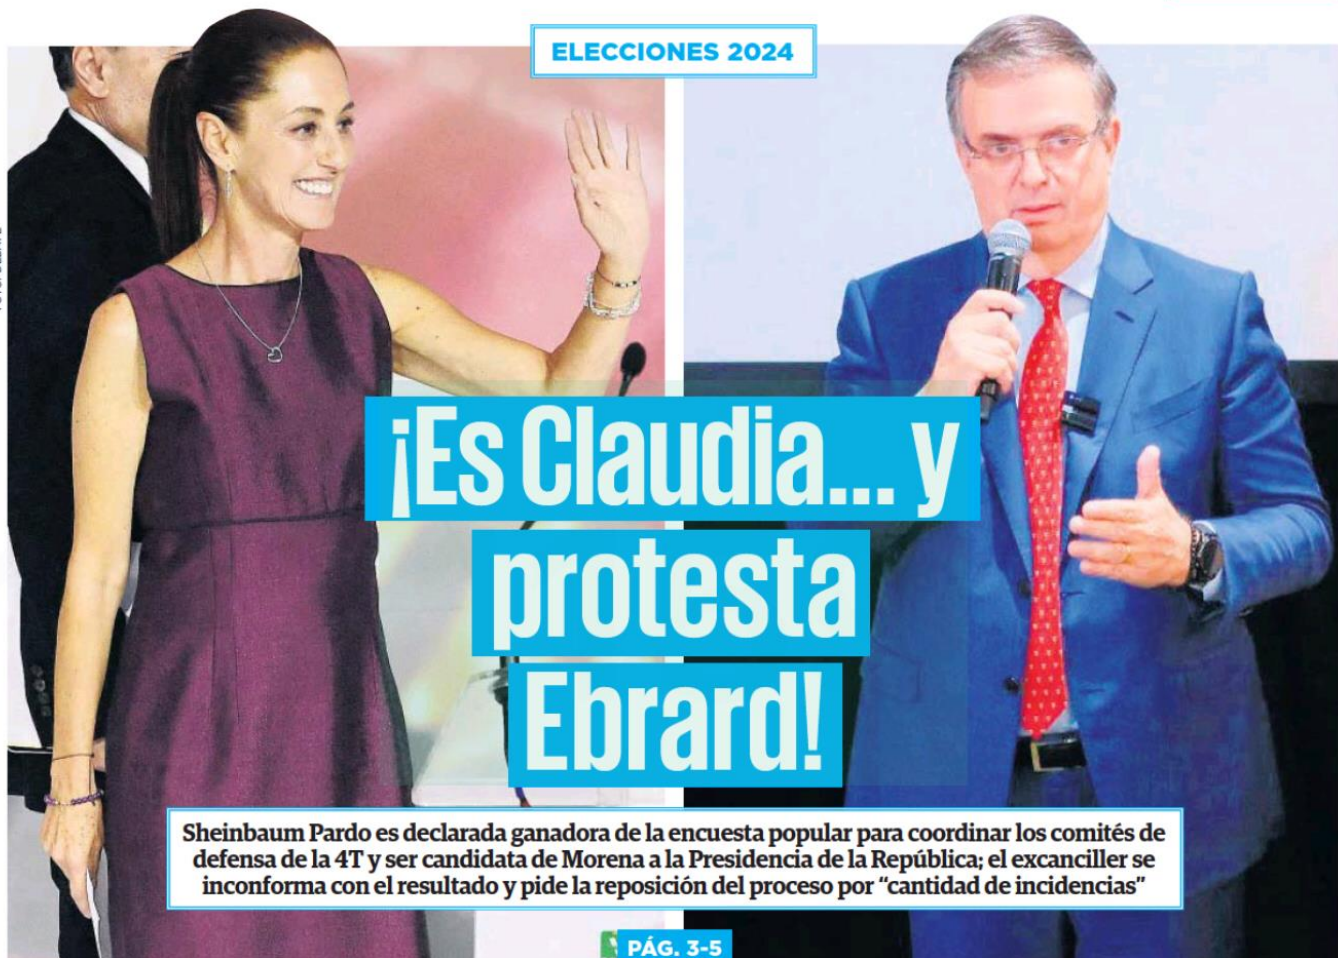 ELECCIONES 2024
¡Es Claudia... y
protesta
Ebrard!
Sheinbaum Pardo es declarada ganadora de la encuesta popular para coordinar los comités de
defensa de la 4T y ser candidata de Morena a la Presidencia de la República; el excanciller se
inconforma con el resultado y pide la reposición del proceso por “cantidad de incidencias”
PÁG. 3-5